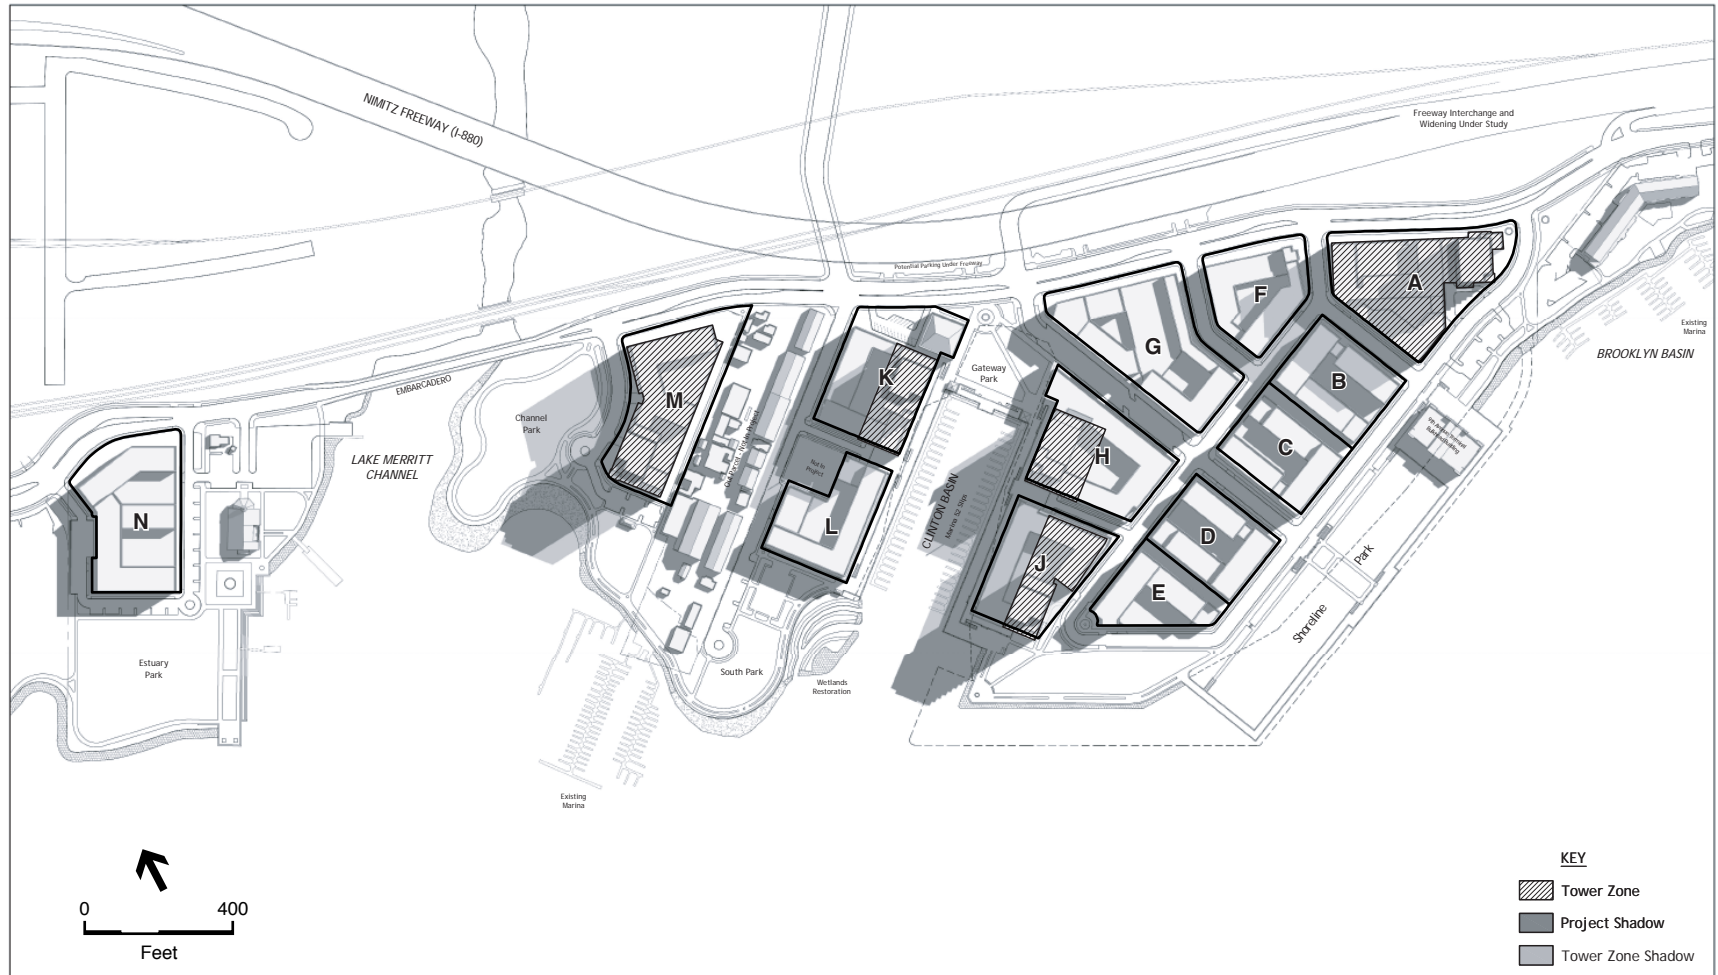 NIMITZ FREEWAY (I-880)
Freeway Interchange and
Widening Under Study
Potential Parking Under Freeway
A
F
Existing
Marina
BROOKLYN BASIN
G
B
K
Gateway
Park
EMBARCADERO
M
Channel
Park
C
H
LAKE MERRITT
CHANNEL
Not In
Project
CLINTON BASIN
N
L
D
Park
J
E
Shoreline
Estuary
Park
South Park
Wetlands
Restoration
Existing
Marina
KEY
Tower Zone
Project Shadow
Tower Zone Shadow
0 400
Feet